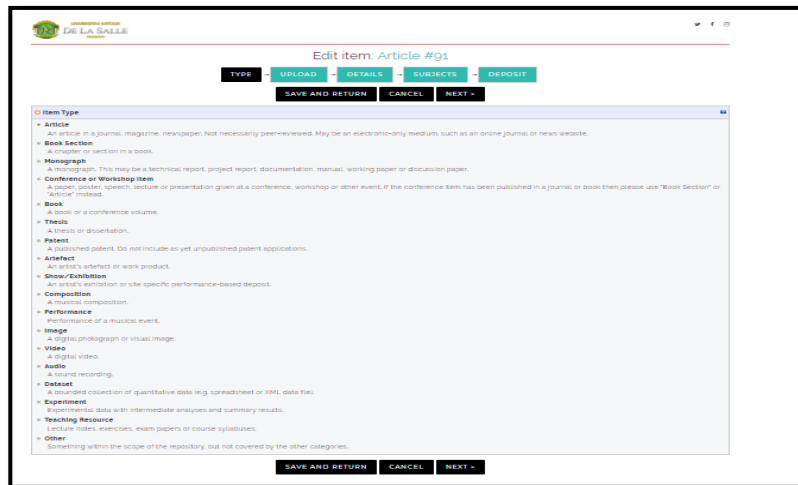 UNIVERSIDAD CATÓLICA
DE LA SALLE
Edit item: Article #91
TYPE → UPLOAD → DETAILS → SUBJECTS → DEPOSIT
SAVE AND RETURN CANCEL NEXT >
Item Type
Article
An article in a journal, magazine, newspaper. Not necessarily peer-reviewed. May be an electronic-only medium, such as an online journal or news website.
Book Section
A chapter or section in a book.
Monograph
A monograph. This may be a technical report, project report, documentation, manual, working paper or discussion paper.
Conference or Workshop Item
A paper, poster, speech, lecture or presentation given at a conference, workshop or other event. If the conference item has been published in a journal or book then please use "Book Section" or
"Article" instead.
Book
A book or a conference volume.
Thesis
A thesis or dissertation.
Patent
A published patent. Do not include as yet unpublished patent applications.
Artefact
An artist's artefact or work product.
Show/Exhibition
An artist's exhibition or site specific performance-based deposit.
Composition
A musical composition.
Performance
Performance of a musical event.
Image
A digital photograph or visual image.
Video
A digital video.
Audio
A sound recording.
Dataset
A bounded collection of quantitative data (e.g. spreadsheet or XML data file).
Experiment
Experimental data with intermediate analyses and summary results.
Teaching Resource
Lecture notes, exercises, exam papers or course syllabuses.
Other
Something within the scope of the repository, but not covered by the other categories.
SAVE AND RETURN CANCEL NEXT >